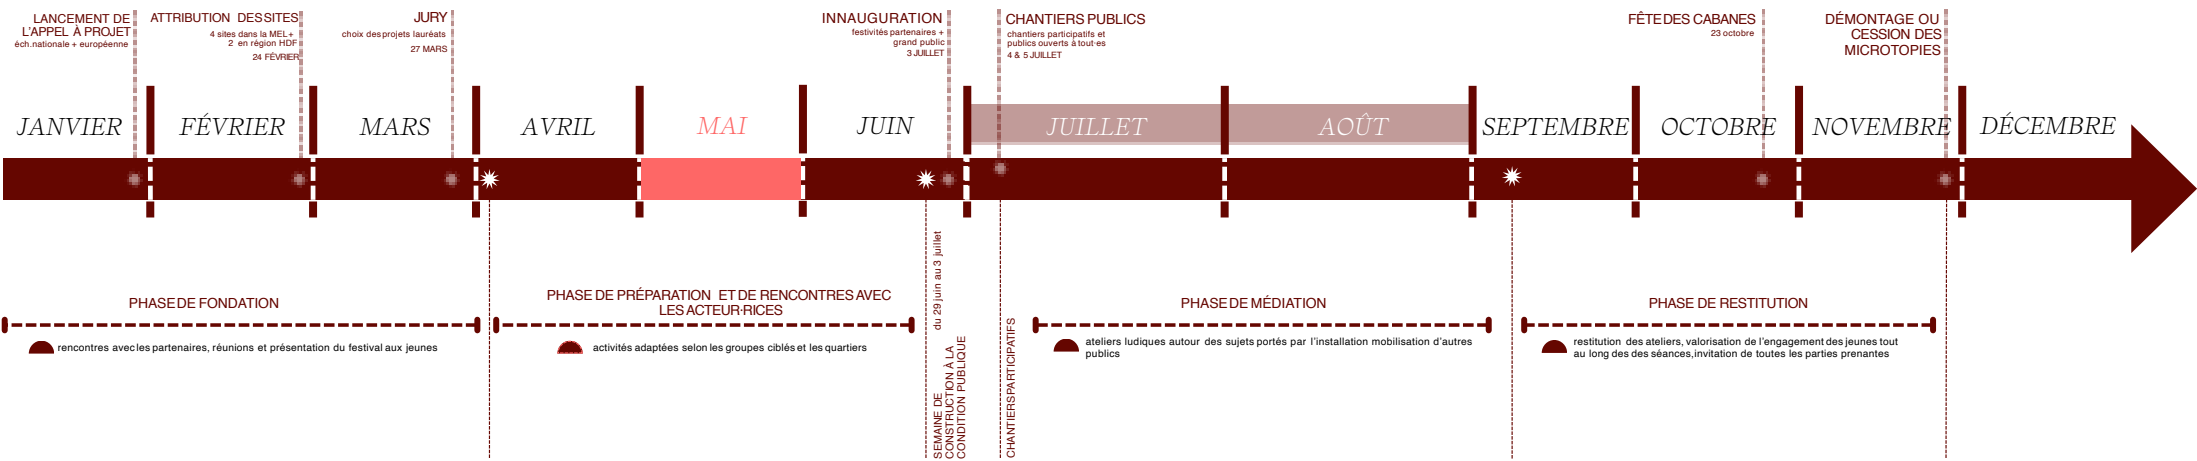 LANCEMENT DE
L'APPEL À PROJET
éch.nationale + européenne
ATTRIBUTION DES SITES
4 sites dans la MEL+
2 en région HDF
24 FÉVRIER
JURY
choix des projets lauréats
27 MARS
INNAUGURATION
festivités partenaires +
grand public
3 JUILLET
CHANTIERS PUBLICS
chantiers participatifs et
publics ouverts à tout·es
4 & 5 JUILLET
FÊTE DES CABANES
23 octobre
DÉMONTAGE OU
CESSION DES
MICROTOPIES
JANVIER
FÉVRIER
MARS
AVRIL
MAI
JUIN
JUILLET
AOÛT
SEPTEMBRE
OCTOBRE
NOVEMBRE
DÉCEMBRE
PHASE DE FONDATION
rencontres avec les partenaires, réunions et présentation du festival aux jeunes
PHASE DE PRÉPARATION ET DE RENCONTRES AVEC
LES ACTEUR·RICES
activités adaptées selon les groupes ciblés et les quartiers
SEMAINE DE
CONSTRUCTION À LA
CONDITION PUBLIQUE
du 29 juin au 3 juillet
CHANTIERS PARTICIPATIFS
PHASE DE MÉDIATION
ateliers ludiques autour des sujets portés par l'installation mobilisation d'autres
publics
PHASE DE RESTITUTION
restitution des ateliers, valorisation de l'engagement des jeunes tout
au long des des séances, invitation de toutes les parties prenantes